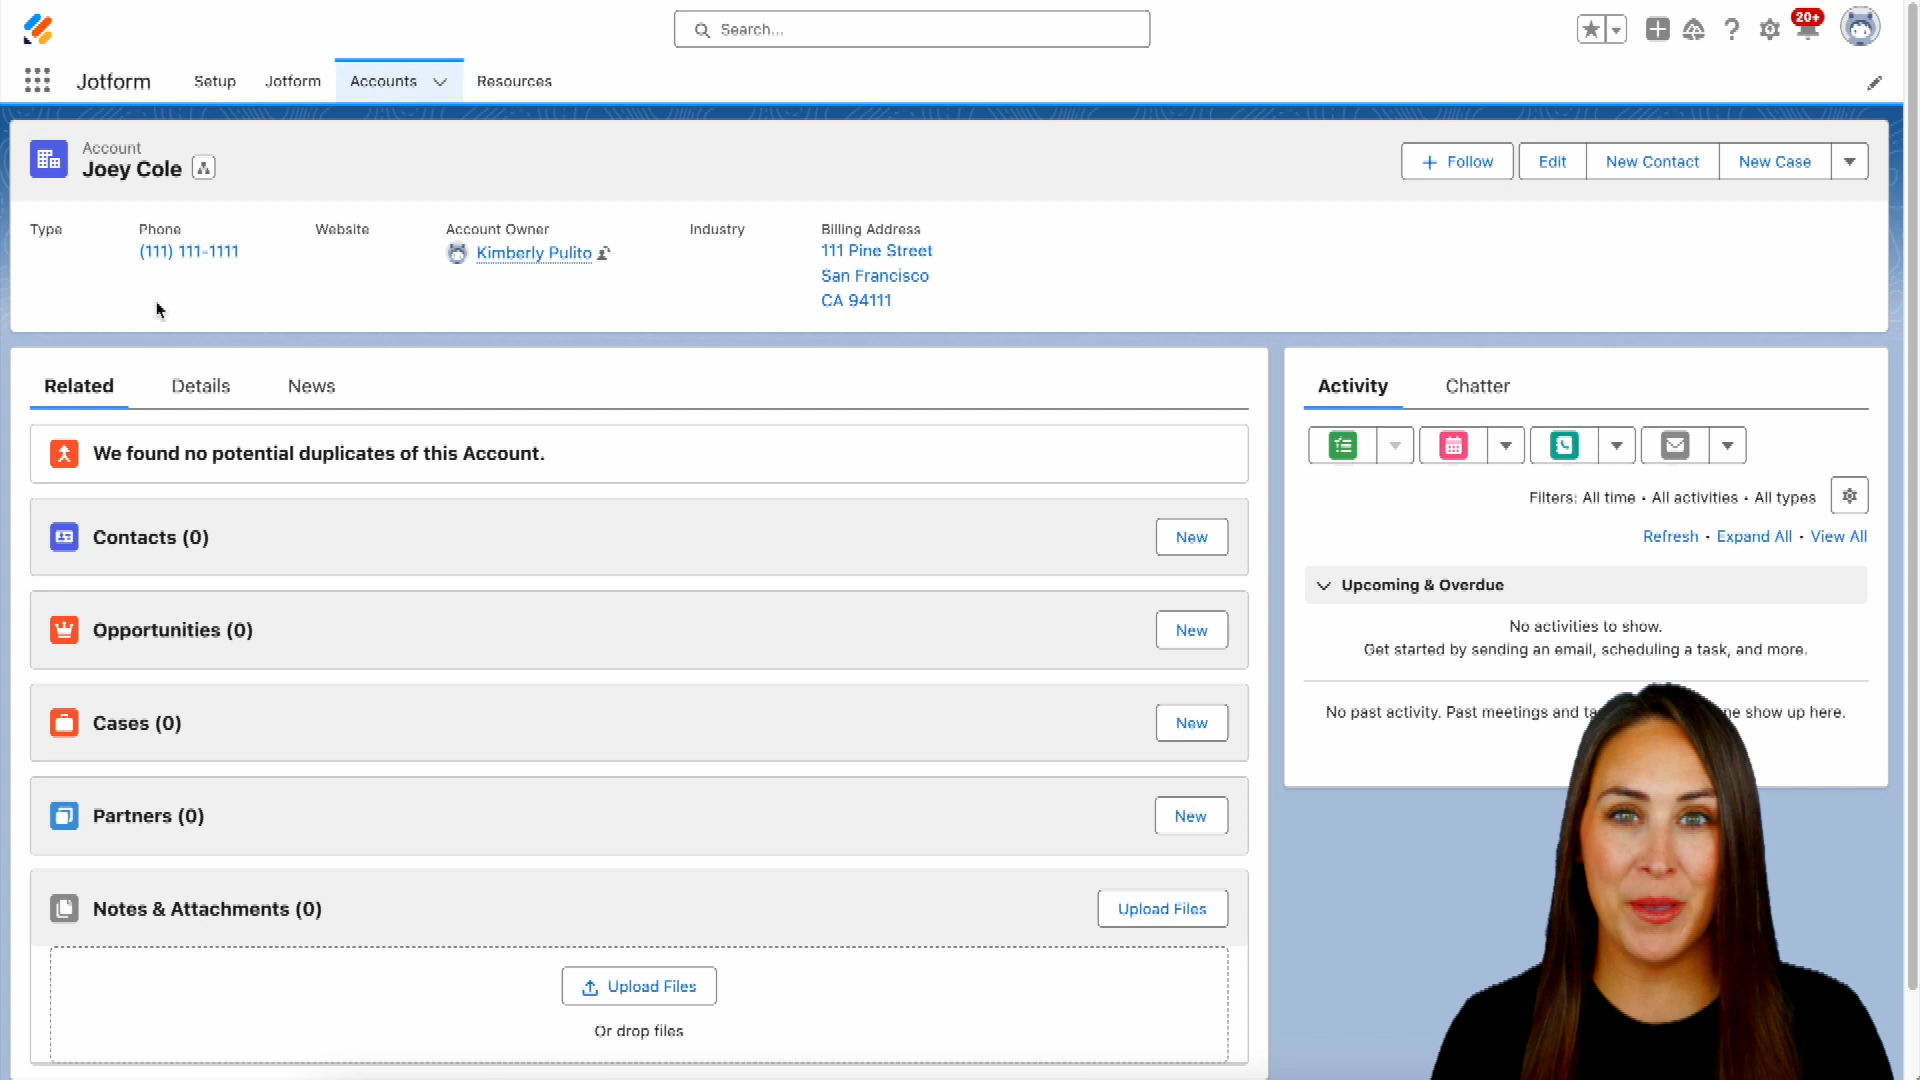 Search...
20+
Jotform
Setup
Jotform
Accounts
Resources
Account
Joey Cole
Follow
Edit
New Contact
New Case
Type
Phone
(111) 111-1111
Website
Account Owner
Kimberly Pulito
Industry
Billing Address
111 Pine Street
San Francisco
CA 94111
Related
Details
News
We found no potential duplicates of this Account.
Contacts (0)
New
Opportunities (0)
New
Cases (0)
New
Partners (0)
New
Notes & Attachments (0)
Upload Files
Upload Files
Or drop files
Activity
Chatter
Filters: All time • All activities • All types
Refresh • Expand All • View All
Upcoming & Overdue
No activities to show.
Get started by sending an email, scheduling a task, and more.
No past activity. Past meetings and show up here.